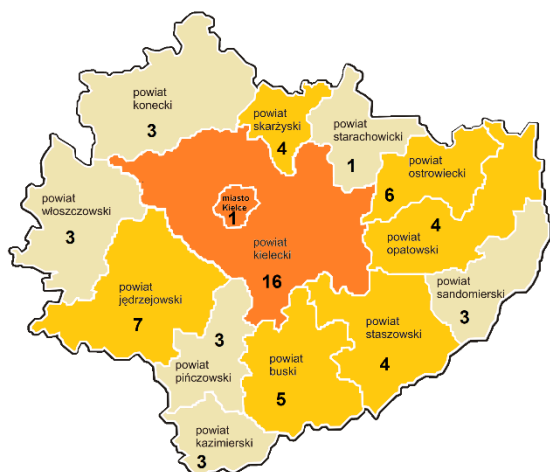 powiat
konecki
3
powiat
skarżyski
4
powiat
starachowicki
1
powiat
ostrowiecki
6
powiat
włoszczowski
3
miasto
Kielce
1
powiat
kielecki
16
4
powiat
opatowski
powiat
sandomierski
3
powiat
jędrzejowski
7
3
powiat
pińczowski
powiat
buski
5
powiat
staszowski
4
powiat
kazimierski
3